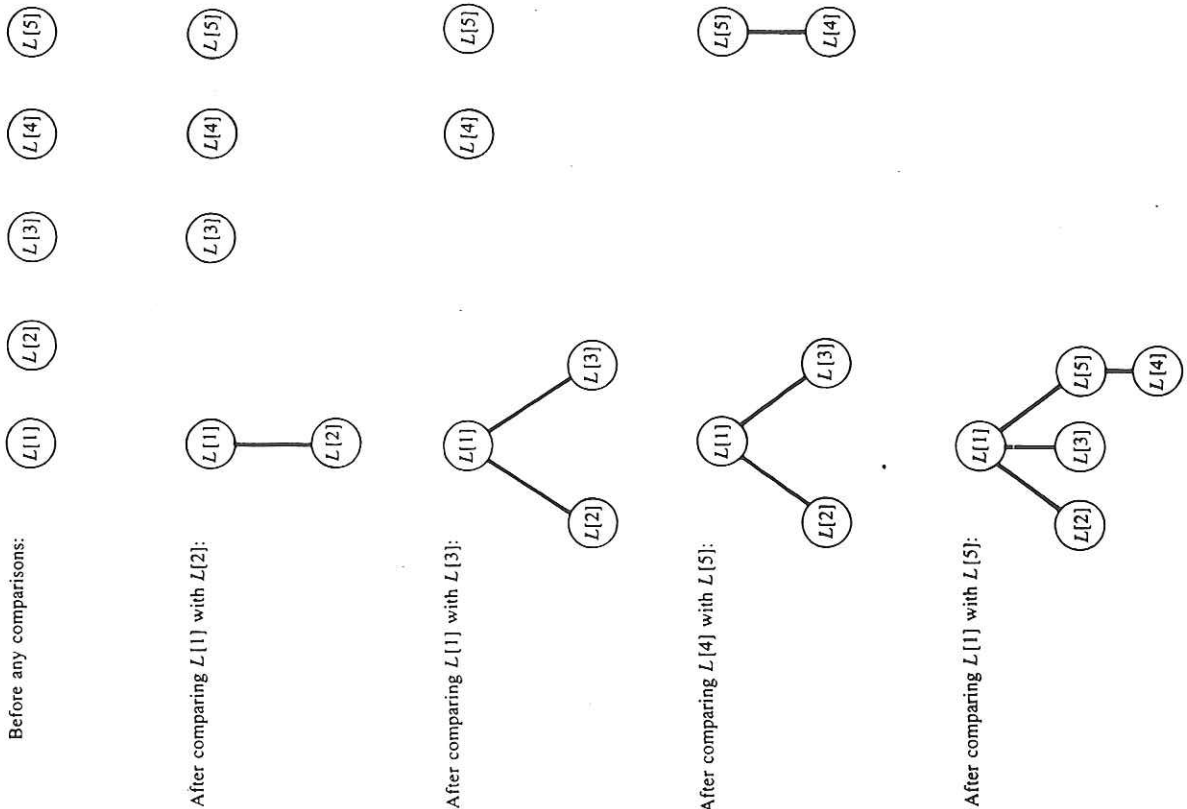 Before any comparisons:
L[1] L[2] L[3] L[4] L[5]
After comparing L[1] with L[2]:
L[1] L[3] L[4] L[5]
L[2]
After comparing L[1] with L[3]:
L[1] L[4] L[5]
L[2] L[3]
After comparing L[4] with L[5]:
L[1] L[5]
L[2] L[3] L[4]
After comparing L[1] with L[5]:
L[1]
L[2] L[3] L[5]
L[4]